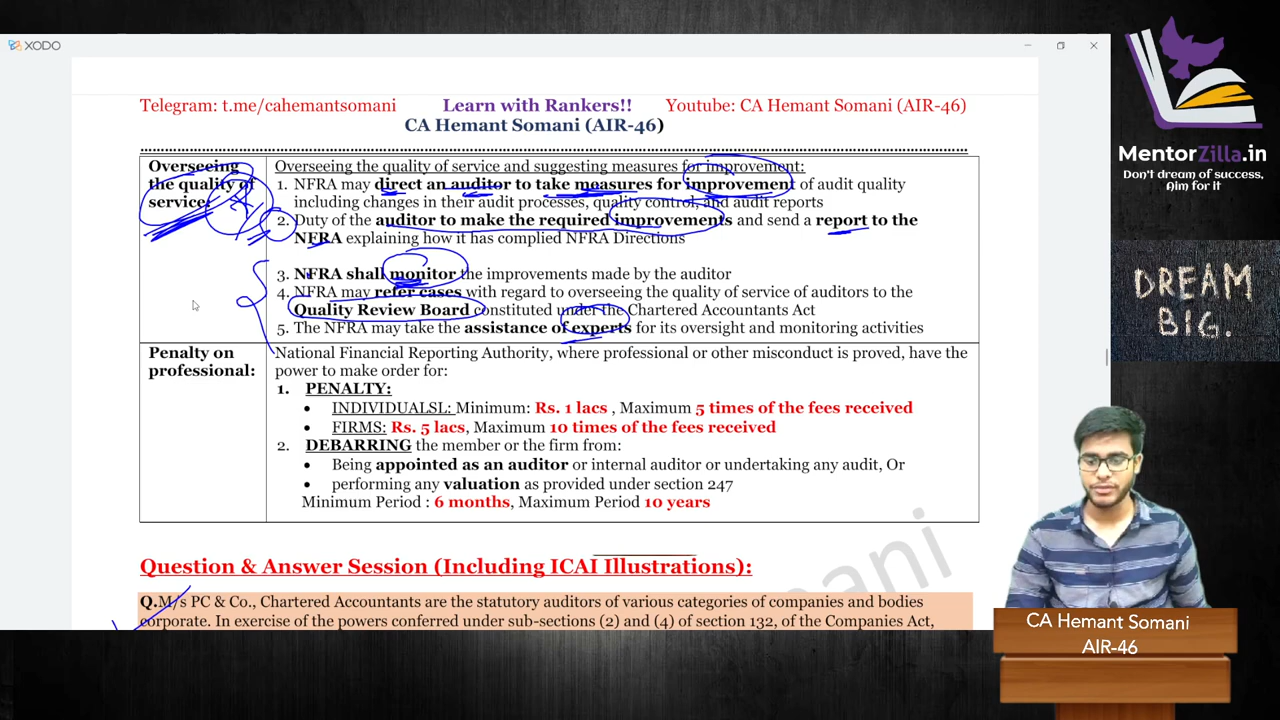 XODO
Telegram: t.me/cahemantsomani Learn with Rankers!! Youtube: CA Hemant Somani (AIR-46)
CA Hemant Somani (AIR-46)
Overseeing the quality of service
Overseeing the quality of service and suggesting measures for improvement:
1. NFRA may direct an auditor to take measures for improvement of audit quality
including changes in their audit processes, quality control, and audit reports
2. Duty of the auditor to make the required improvements and send a report to the
NFRA explaining how it has complied NFRA Directions
3. NFRA shall monitor the improvements made by the auditor
4. NFRA may refer cases with regard to overseeing the quality of service of auditors to the
Quality Review Board constituted under the Chartered Accountants Act
5. The NFRA may take the assistance of experts for its oversight and monitoring activities
Penalty on
professional:
National Financial Reporting Authority, where professional or other misconduct is proved, have the
power to make order for:
1. PENALTY:
• INDIVIDUALSL: Minimum: Rs. 1 lacs , Maximum 5 times of the fees received
• FIRMS: Rs. 5 lacs, Maximum 10 times of the fees received
2. DEBARRING the member or the firm from:
• Being appointed as an auditor or internal auditor or undertaking any audit, Or
• performing any valuation as provided under section 247
Minimum Period : 6 months, Maximum Period 10 years
Question & Answer Session (Including ICAI Illustrations):
Q.M/s PC & Co., Chartered Accountants are the statutory auditors of various categories of companies and bodies
corporate. In exercise of the powers conferred under sub-sections (2) and (4) of section 132, of the Companies Act,
MentorZilla.in
Don't dream of success,
Aim for it
DREAM
BIG.
CA Hemant Somani
AIR-46